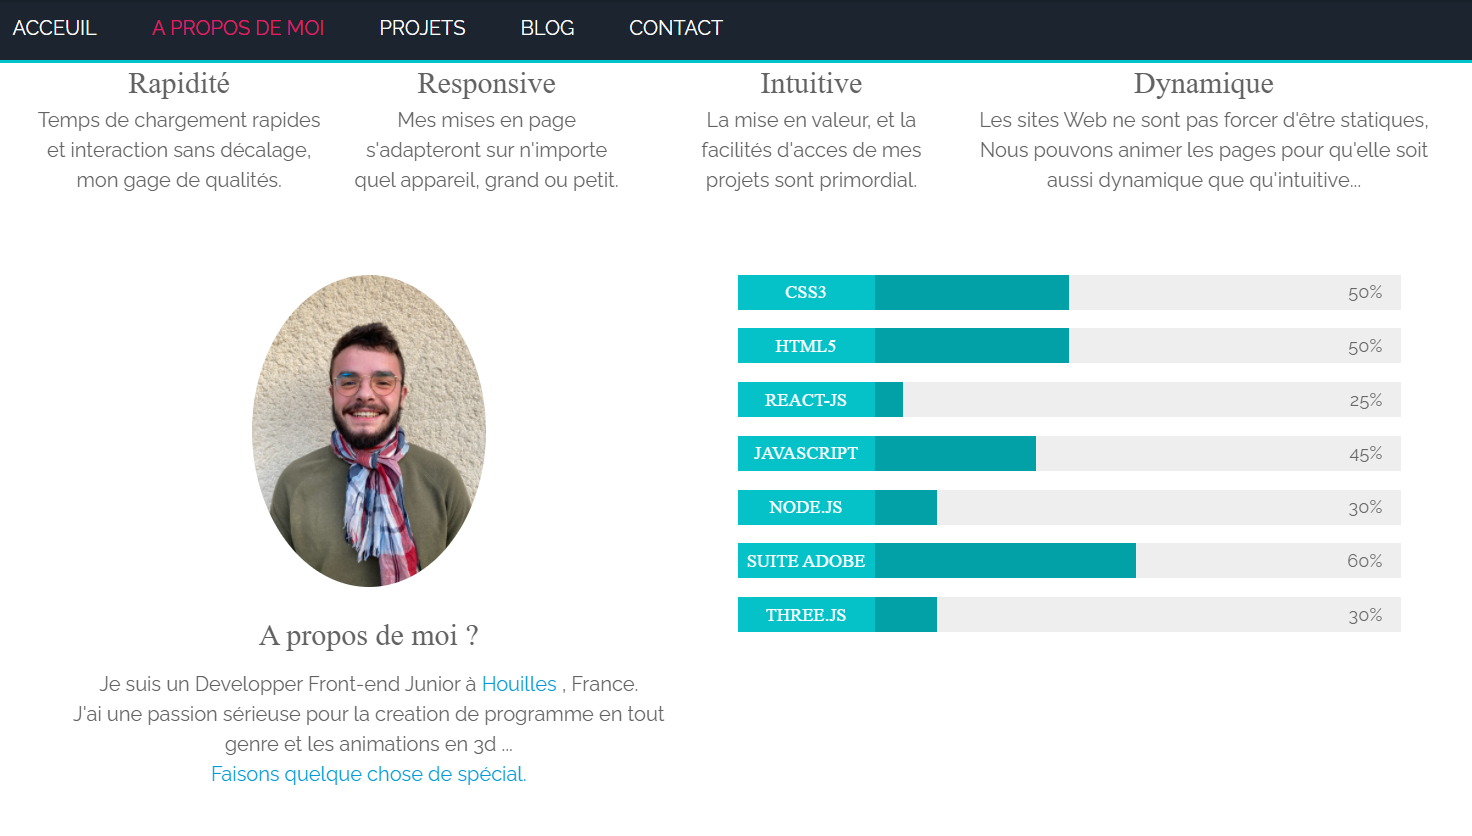 ACCEUIL A PROPOS DE MOI PROJETS BLOG CONTACT
Rapidité
Temps de chargement rapides
et interaction sans décalage,
mon gage de qualités.
Responsive
Mes mises en page
s'adapteront sur n'importe
quel appareil, grand ou petit.
Intuitive
La mise en valeur, et la
facilités d'acces de mes
projets sont primordial.
Dynamique
Les sites Web ne sont pas forcer d'être statiques,
Nous pouvons animer les pages pour qu'elle soit
aussi dynamique que qu'intuitive...
A propos de moi ?
Je suis un Developper Front-end Junior à Houilles , France.
J'ai une passion sérieuse pour la creation de programme en tout
genre et les animations en 3d ...
Faisons quelque chose de spécial.
CSS3 50%
HTML5 50%
REACT-JS 25%
JAVASCRIPT 45%
NODE.JS 30%
SUITE ADOBE 60%
THREE.JS 30%